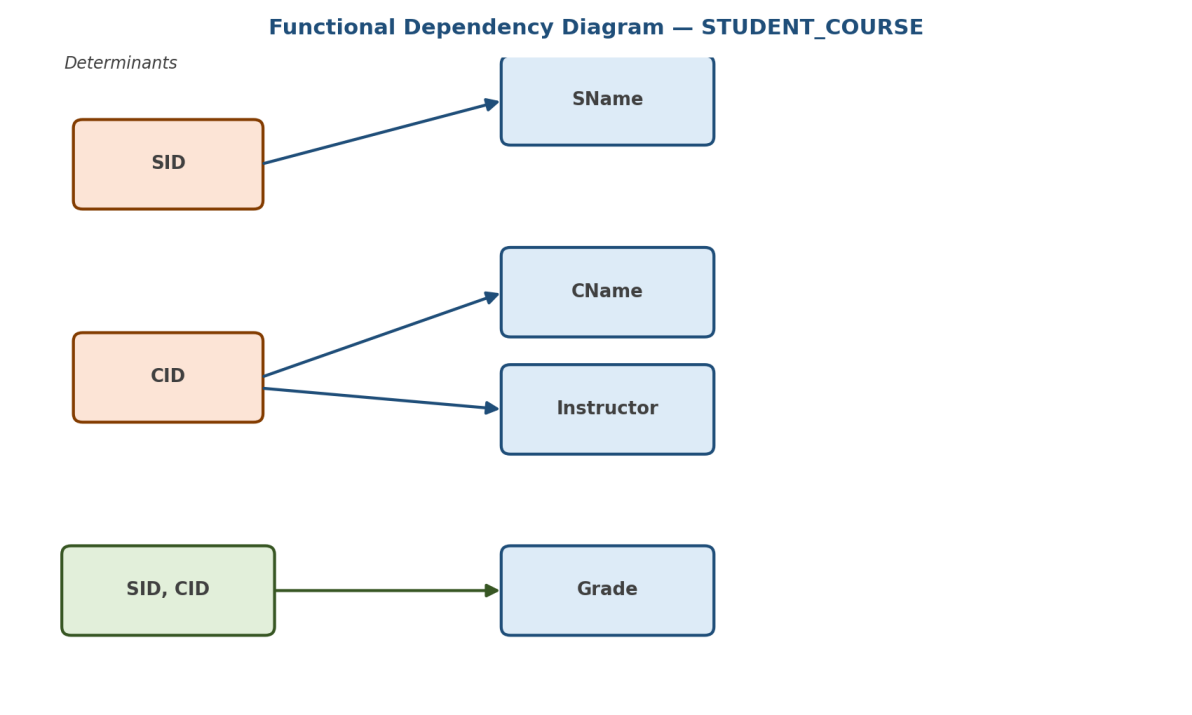 Functional Dependency Diagram — STUDENT_COURSE
Determinants
SName
SID
CName
CID
Instructor
SID, CID
Grade